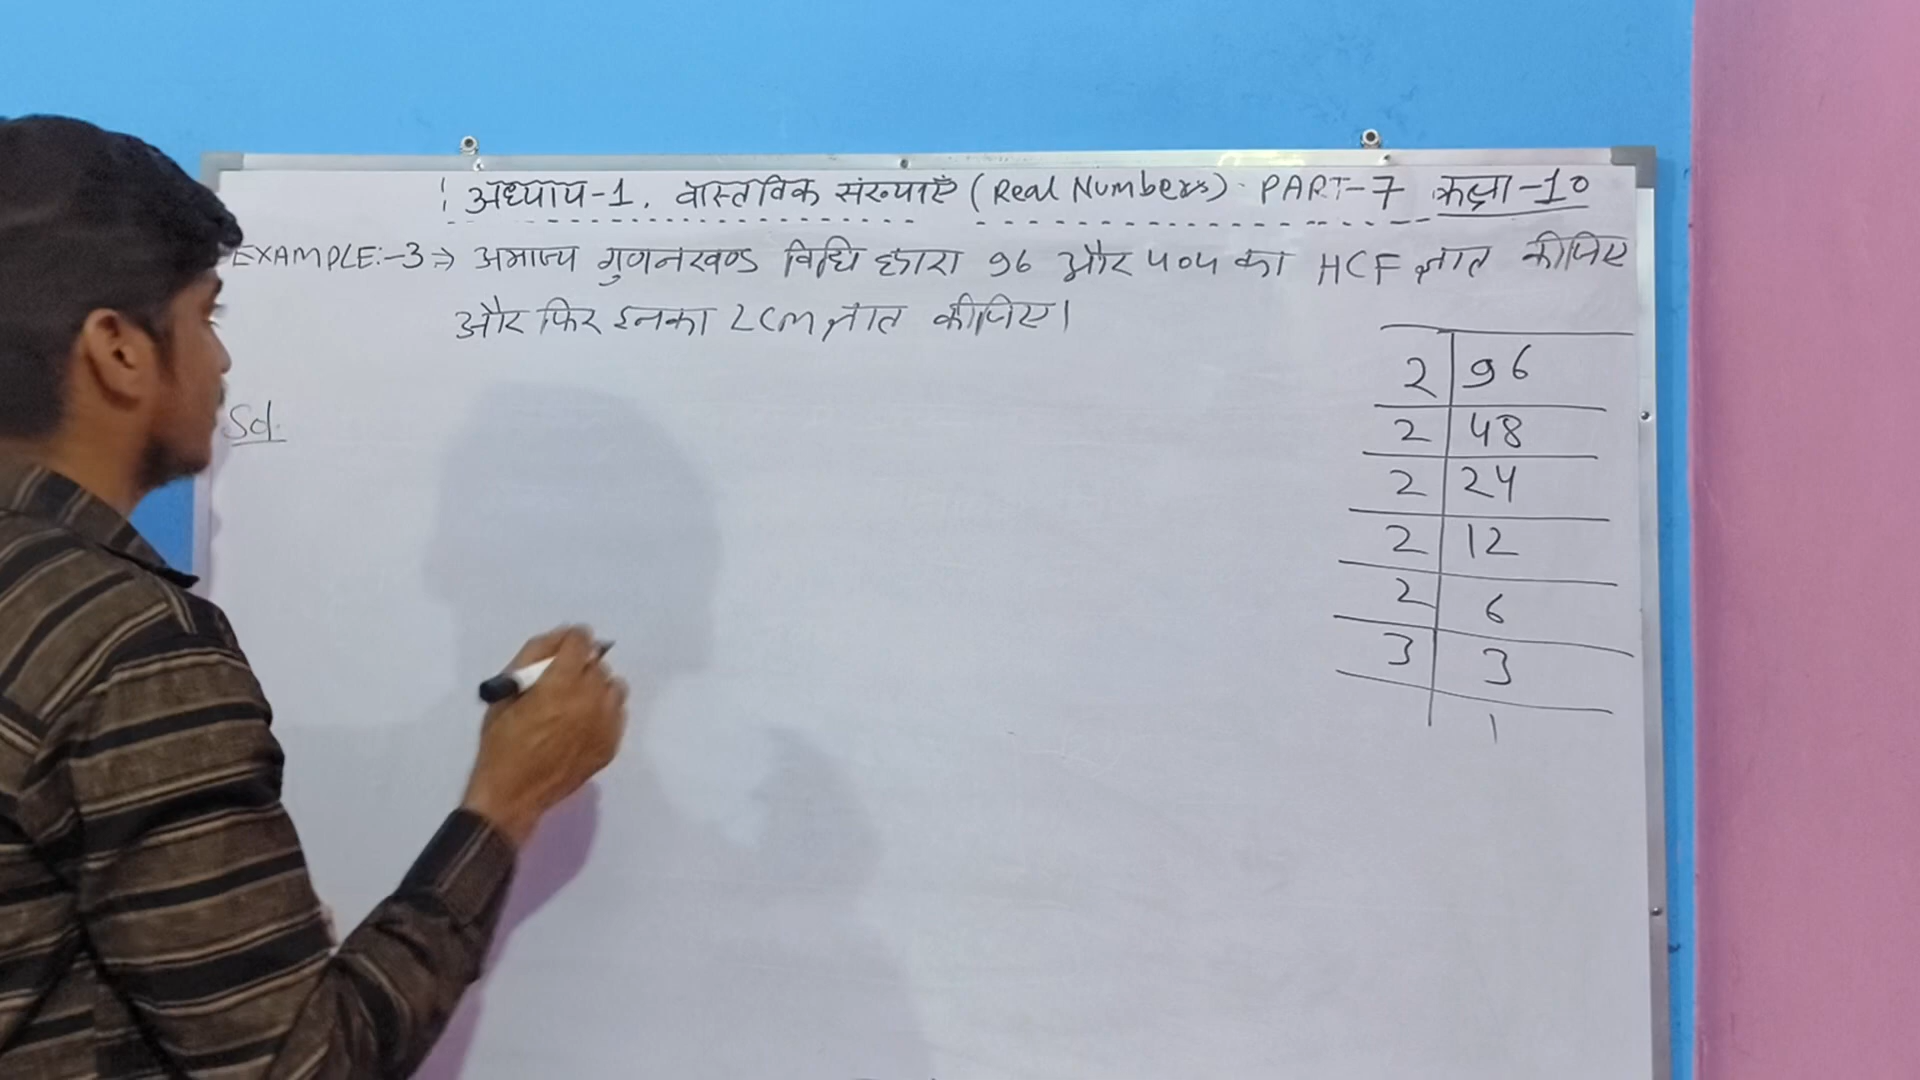 अध्याय-1. वास्तविक संख्याएँ (Real Numbers). PART-7 कक्षा-10
EXAMPLE:-3⇒ अभाज्य गुणनखण्ड विधि द्वारा 96 और 404 का HCF ज्ञात कीजिए
और फिर इनका LCM ज्ञात कीजिए।
Sol.
2 96
2 48
2 24
2 12
2 6
3 3
1